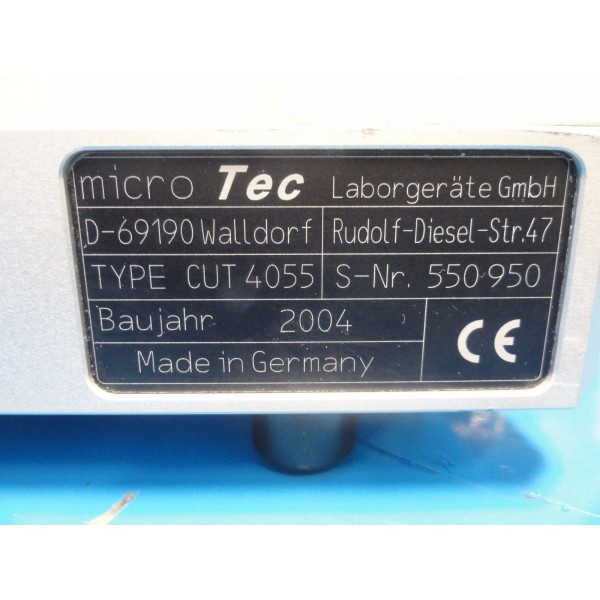 micro Tec Laborgeräte GmbH
D-69190 Walldorf Rudolf-Diesel-Str.47
TYPE CUT 4055 S-Nr. 550 950
Baujahr 2004
Made in Germany CE